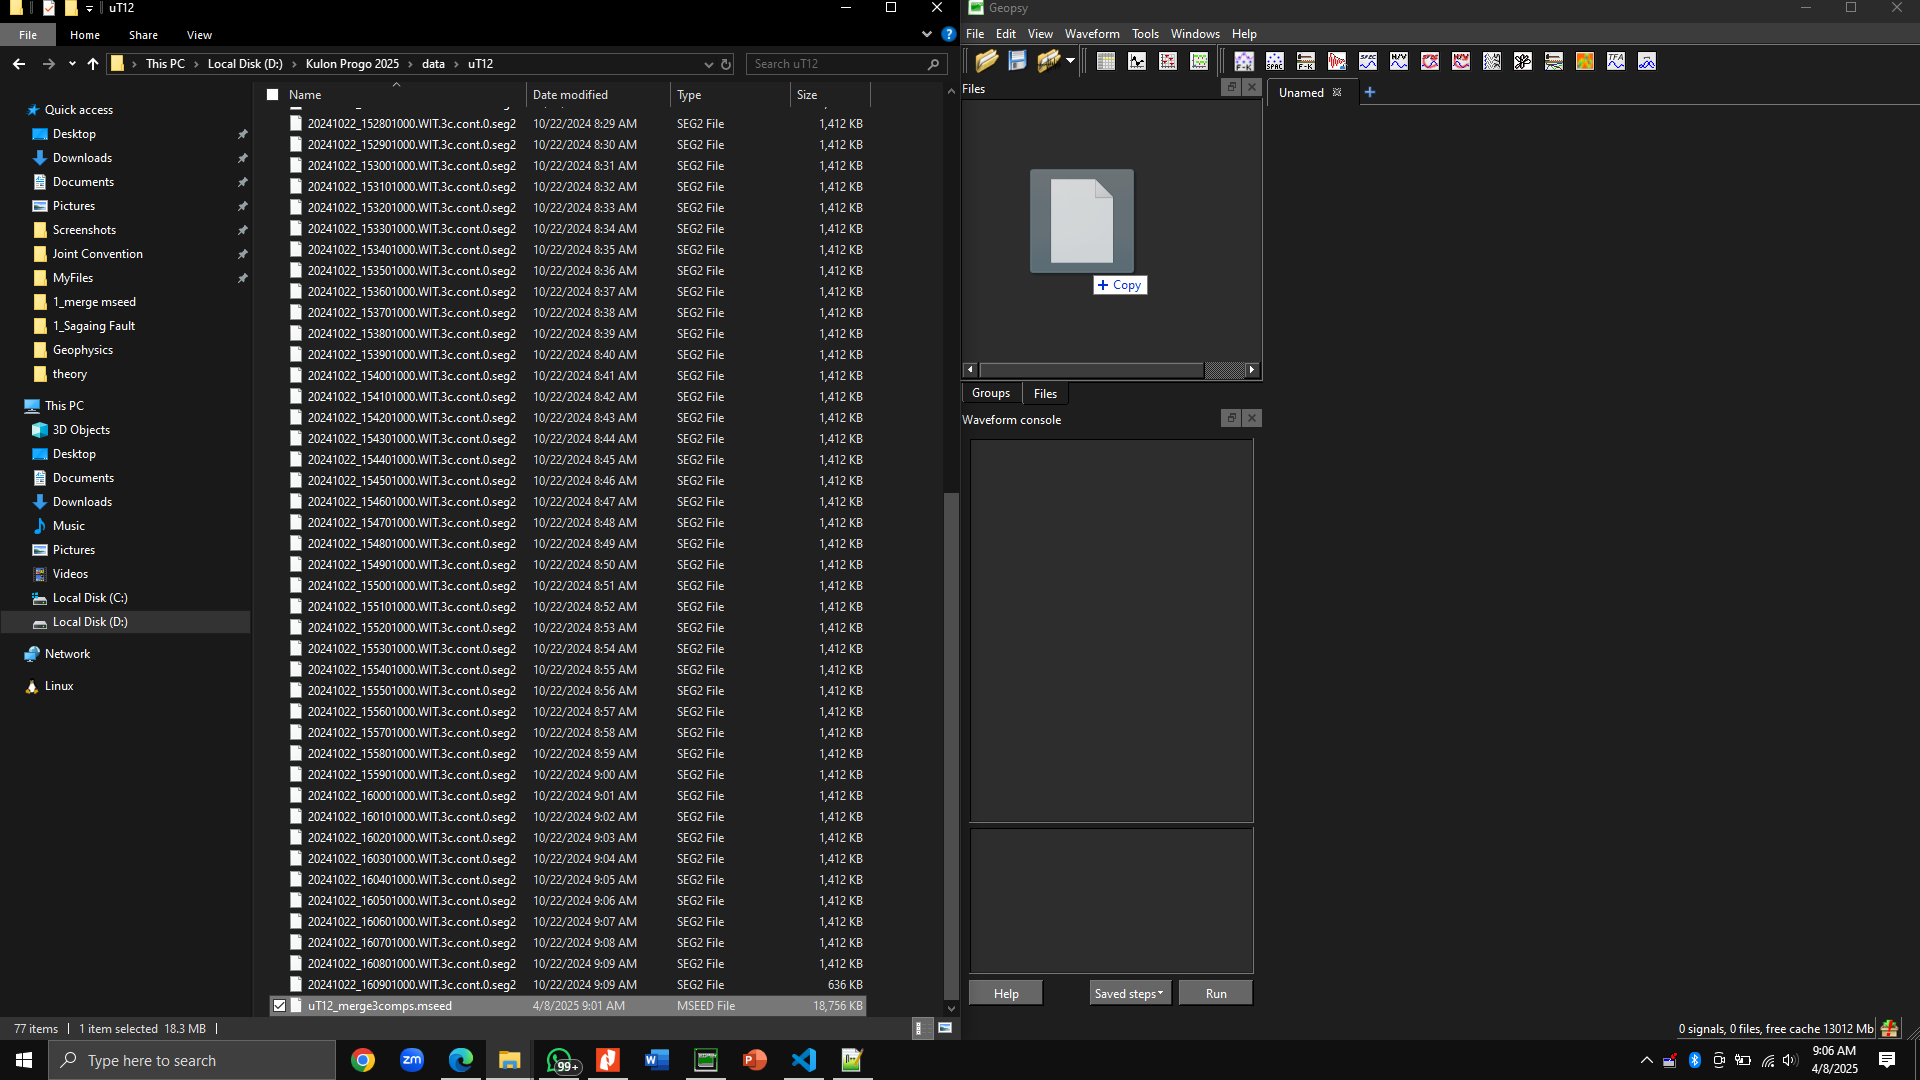 uT12
File Home Share View
This PC Local Disk (D:) Kulon Progo 2025 data uT12
Search uT12
Name Date modified Type Size
Quick access
Desktop
Downloads
Documents
Pictures
Screenshots
Joint Convention
MyFiles
1_merge mseed
1_Sagaing Fault
Geophysics
theory
This PC
3D Objects
Desktop
Documents
Downloads
Music
Pictures
Videos
Local Disk (C:)
Local Disk (D:)
Network
Linux
20241022_152801000.WIT.3c.cont.0.seg2 10/22/2024 8:29 AM SEG2 File 1,412 KB
20241022_152901000.WIT.3c.cont.0.seg2 10/22/2024 8:30 AM SEG2 File 1,412 KB
20241022_153001000.WIT.3c.cont.0.seg2 10/22/2024 8:31 AM SEG2 File 1,412 KB
20241022_153101000.WIT.3c.cont.0.seg2 10/22/2024 8:32 AM SEG2 File 1,412 KB
20241022_153201000.WIT.3c.cont.0.seg2 10/22/2024 8:33 AM SEG2 File 1,412 KB
20241022_153301000.WIT.3c.cont.0.seg2 10/22/2024 8:34 AM SEG2 File 1,412 KB
20241022_153401000.WIT.3c.cont.0.seg2 10/22/2024 8:35 AM SEG2 File 1,412 KB
20241022_153501000.WIT.3c.cont.0.seg2 10/22/2024 8:36 AM SEG2 File 1,412 KB
20241022_153601000.WIT.3c.cont.0.seg2 10/22/2024 8:37 AM SEG2 File 1,412 KB
20241022_153701000.WIT.3c.cont.0.seg2 10/22/2024 8:38 AM SEG2 File 1,412 KB
20241022_153801000.WIT.3c.cont.0.seg2 10/22/2024 8:39 AM SEG2 File 1,412 KB
20241022_153901000.WIT.3c.cont.0.seg2 10/22/2024 8:40 AM SEG2 File 1,412 KB
20241022_154001000.WIT.3c.cont.0.seg2 10/22/2024 8:41 AM SEG2 File 1,412 KB
20241022_154101000.WIT.3c.cont.0.seg2 10/22/2024 8:42 AM SEG2 File 1,412 KB
20241022_154201000.WIT.3c.cont.0.seg2 10/22/2024 8:43 AM SEG2 File 1,412 KB
20241022_154301000.WIT.3c.cont.0.seg2 10/22/2024 8:44 AM SEG2 File 1,412 KB
20241022_154401000.WIT.3c.cont.0.seg2 10/22/2024 8:45 AM SEG2 File 1,412 KB
20241022_154501000.WIT.3c.cont.0.seg2 10/22/2024 8:46 AM SEG2 File 1,412 KB
20241022_154601000.WIT.3c.cont.0.seg2 10/22/2024 8:47 AM SEG2 File 1,412 KB
20241022_154701000.WIT.3c.cont.0.seg2 10/22/2024 8:48 AM SEG2 File 1,412 KB
20241022_154801000.WIT.3c.cont.0.seg2 10/22/2024 8:49 AM SEG2 File 1,412 KB
20241022_154901000.WIT.3c.cont.0.seg2 10/22/2024 8:50 AM SEG2 File 1,412 KB
20241022_155001000.WIT.3c.cont.0.seg2 10/22/2024 8:51 AM SEG2 File 1,412 KB
20241022_155101000.WIT.3c.cont.0.seg2 10/22/2024 8:52 AM SEG2 File 1,412 KB
20241022_155201000.WIT.3c.cont.0.seg2 10/22/2024 8:53 AM SEG2 File 1,412 KB
20241022_155301000.WIT.3c.cont.0.seg2 10/22/2024 8:54 AM SEG2 File 1,412 KB
20241022_155401000.WIT.3c.cont.0.seg2 10/22/2024 8:55 AM SEG2 File 1,412 KB
20241022_155501000.WIT.3c.cont.0.seg2 10/22/2024 8:56 AM SEG2 File 1,412 KB
20241022_155601000.WIT.3c.cont.0.seg2 10/22/2024 8:57 AM SEG2 File 1,412 KB
20241022_155701000.WIT.3c.cont.0.seg2 10/22/2024 8:58 AM SEG2 File 1,412 KB
20241022_155801000.WIT.3c.cont.0.seg2 10/22/2024 8:59 AM SEG2 File 1,412 KB
20241022_155901000.WIT.3c.cont.0.seg2 10/22/2024 9:00 AM SEG2 File 1,412 KB
20241022_160001000.WIT.3c.cont.0.seg2 10/22/2024 9:01 AM SEG2 File 1,412 KB
20241022_160101000.WIT.3c.cont.0.seg2 10/22/2024 9:02 AM SEG2 File 1,412 KB
20241022_160201000.WIT.3c.cont.0.seg2 10/22/2024 9:03 AM SEG2 File 1,412 KB
20241022_160301000.WIT.3c.cont.0.seg2 10/22/2024 9:04 AM SEG2 File 1,412 KB
20241022_160401000.WIT.3c.cont.0.seg2 10/22/2024 9:05 AM SEG2 File 1,412 KB
20241022_160501000.WIT.3c.cont.0.seg2 10/22/2024 9:06 AM SEG2 File 1,412 KB
20241022_160601000.WIT.3c.cont.0.seg2 10/22/2024 9:07 AM SEG2 File 1,412 KB
20241022_160701000.WIT.3c.cont.0.seg2 10/22/2024 9:08 AM SEG2 File 1,412 KB
20241022_160801000.WIT.3c.cont.0.seg2 10/22/2024 9:09 AM SEG2 File 1,412 KB
20241022_160901000.WIT.3c.cont.0.seg2 10/22/2024 9:09 AM SEG2 File 636 KB
uT12_merge3comps.mseed 4/8/2025 9:01 AM MSEED File 18,756 KB
77 items 1 item selected 18.3 MB
Geopsy
File Edit View Waveform Tools Windows Help
F-K SPAC F-K SPEC H/V TFA
Files
Unamed
+ Copy
Groups Files
Waveform console
Help Saved steps Run
0 signals, 0 files, free cache 13012 Mb
Type here to search
zm
99+
9:06 AM
4/8/2025